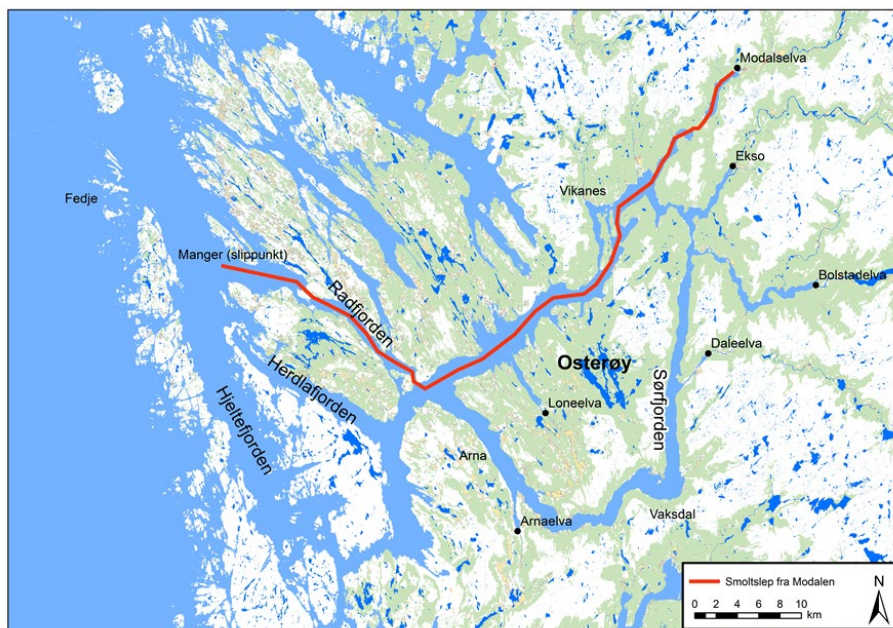 Modalselva
Ekso
Vikanes
Fedje
Manger (slippunkt)
Bolstadelva
Radfjorden
Daleelva
Osterøy
Herdlafjorden
Sørfjorden
Hjeltefjorden
Loneelva
Arna
Vaksdal
Arnaelva
Smoltslep fra Modalen
N
0 2 4 6 8 10
km